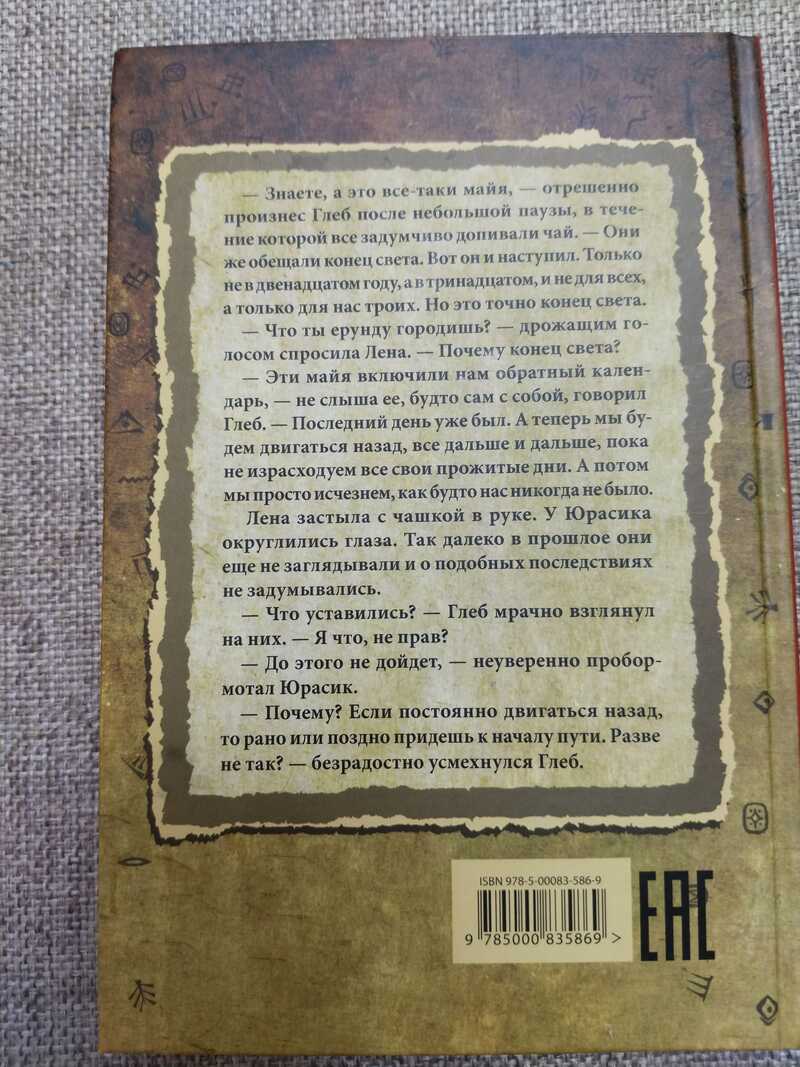 — Знаете, а это все-таки майя, — отрешенно
произнес Глеб после небольшой паузы, в тече-
ние которой все задумчиво допивали чай. — Они
же обещали конец света. Вот он и наступил. Только
не в двенадцатом году, а в тринадцатом, и не для всех,
а только для нас троих. Но это точно конец света.
— Что ты ерунду городишь? — дрожащим го-
лосом спросила Лена. — Почему конец света?
— Эти майя включили нам обратный кален-
дарь, — не слыша ее, будто сам с собой, говорил
Глеб. — Последний день уже был. А теперь мы бу-
дем двигаться назад, все дальше и дальше, пока
не израсходуем все свои прожитые дни. А потом
мы просто исчезнем, как будто нас никогда не было.
Лена застыла с чашкой в руке. У Юрасика
округлились глаза. Так далеко в прошлое они
еще не заглядывали и о подобных последствиях
не задумывались.
— Что уставились? — Глеб мрачно взглянул
на них. — Я что, не прав?
— До этого не дойдет, — неуверенно пробор-
мотал Юрасик.
— Почему? Если постоянно двигаться назад,
то рано или поздно придешь к началу пути. Разве
не так? — безрадостно усмехнулся Глеб.
ISBN 978-5-00083-586-9
9 785000 835869 >
EAC